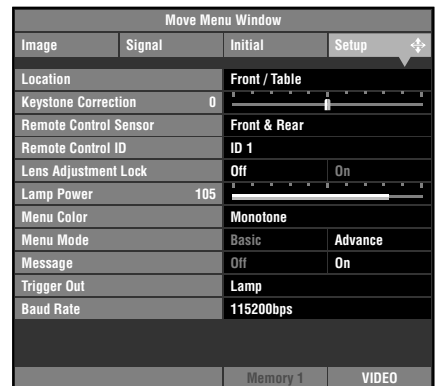 Move Menu Window
Image Signal Initial Setup
Location Front / Table
Keystone Correction 0
Remote Control Sensor Front & Rear
Remote Control ID ID 1
Lens Adjustment Lock Off On
Lamp Power 105
Menu Color Monotone
Menu Mode Basic Advance
Message Off On
Trigger Out Lamp
Baud Rate 115200bps
Memory 1 VIDEO